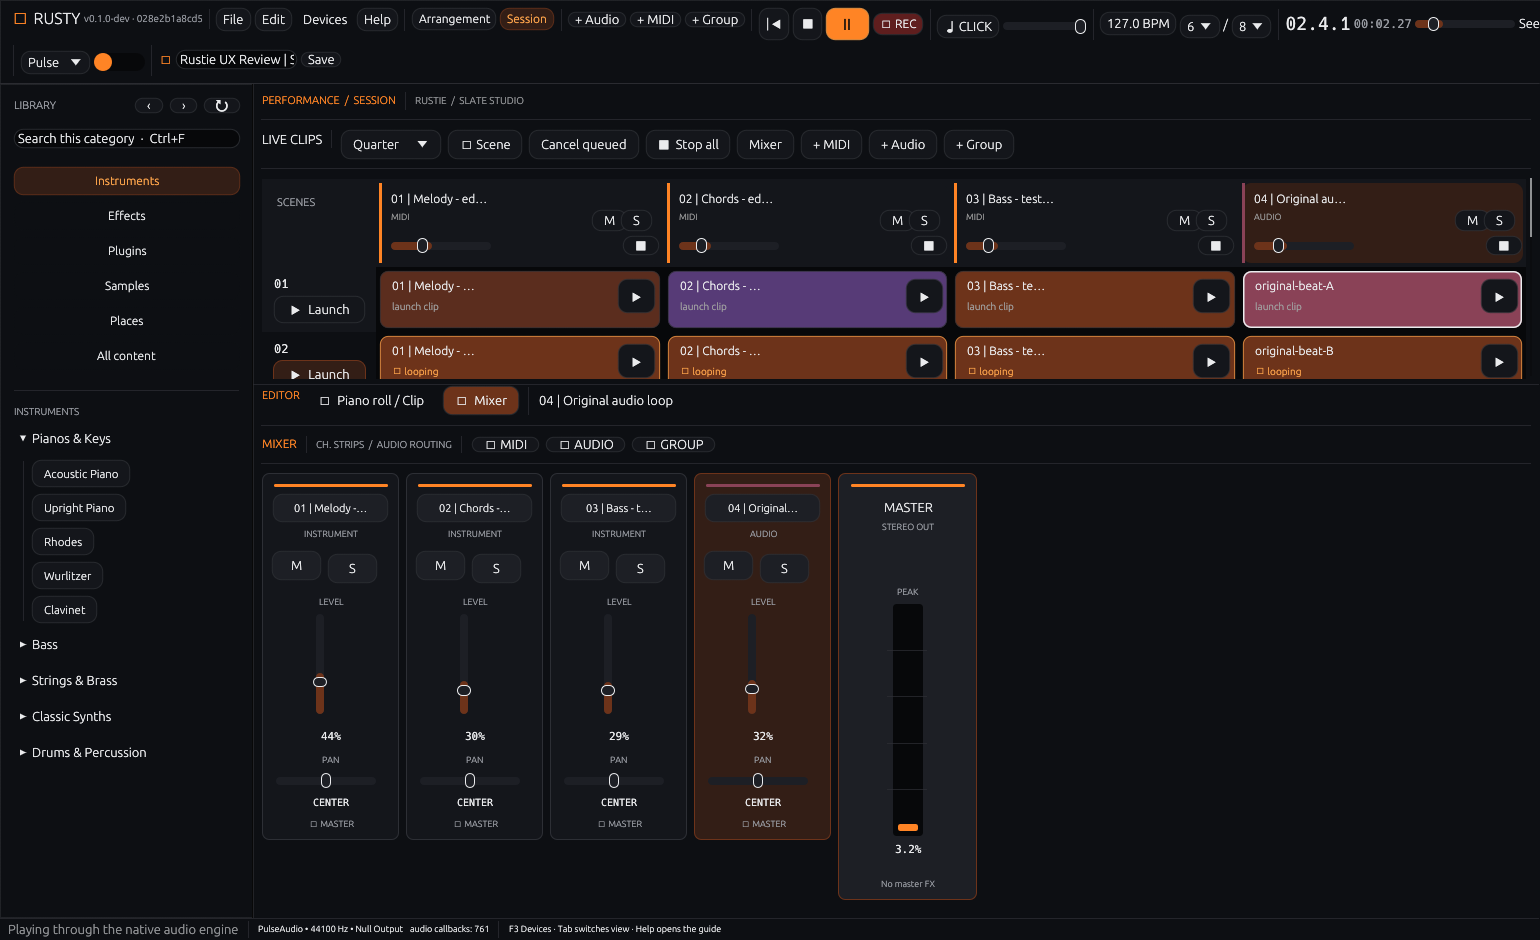 RUSTY v0.1.0-dev · 028e2b1a8cd5 File Edit Devices Help Arrangement Session + Audio + MIDI + Group REC CLICK 127.0 BPM 6 / 8 02.4.1 00:02.27 See
Pulse Rustie UX Review | S Save
LIBRARY
Search this category · Ctrl+F
Instruments
Effects
Plugins
Samples
Places
All content
INSTRUMENTS
Pianos & Keys
Acoustic Piano
Upright Piano
Rhodes
Wurlitzer
Clavinet
Bass
Strings & Brass
Classic Synths
Drums & Percussion
PERFORMANCE / SESSION RUSTIE / SLATE STUDIO
LIVE CLIPS Quarter Scene Cancel queued Stop all Mixer + MIDI + Audio + Group
SCENES
01 | Melody - ed… 02 | Chords - ed… 03 | Bass - test… 04 | Original au…
MIDI MIDI MIDI AUDIO
M S M S M S M S
01
Launch
01 | Melody - … 02 | Chords - … 03 | Bass - te… original-beat-A
launch clip launch clip launch clip launch clip
02
Launch
01 | Melody - … 02 | Chords - … 03 | Bass - te… original-beat-B
looping looping looping looping
EDITOR Piano roll / Clip Mixer 04 | Original audio loop
MIXER CH. STRIPS / AUDIO ROUTING MIDI AUDIO GROUP
01 | Melody -… 02 | Chords -… 03 | Bass - t… 04 | Original… MASTER
INSTRUMENT INSTRUMENT INSTRUMENT AUDIO STEREO OUT
M S M S M S M S
LEVEL LEVEL LEVEL LEVEL PEAK
44% 30% 29% 32%
PAN PAN PAN PAN
CENTER CENTER CENTER CENTER
MASTER MASTER MASTER MASTER
3.2%
No master FX
Playing through the native audio engine PulseAudio • 44100 Hz • Null Output audio callbacks: 761 F3 Devices · Tab switches view · Help opens the guide